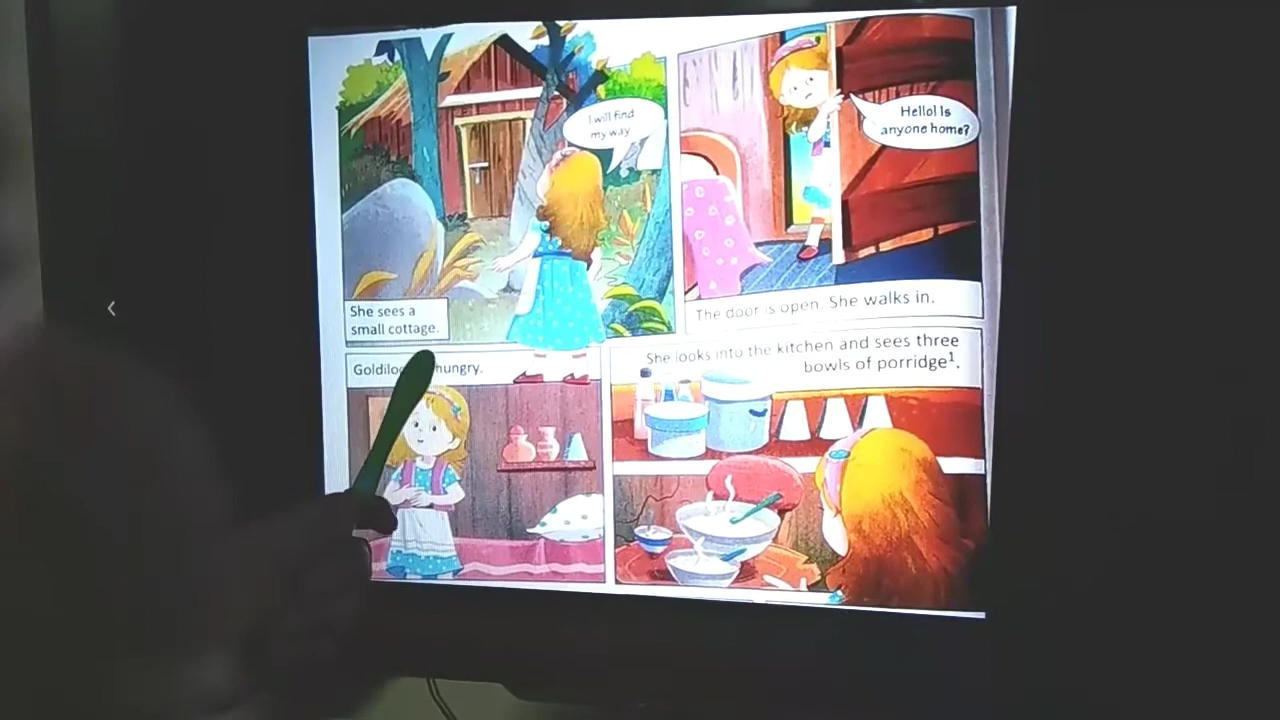 I will find
my way
Hello! Is
anyone home?
She sees a
small cottage.
The door is open. She walks in.
hungry.
She looks into the kitchen and sees three
bowls of porridge¹.